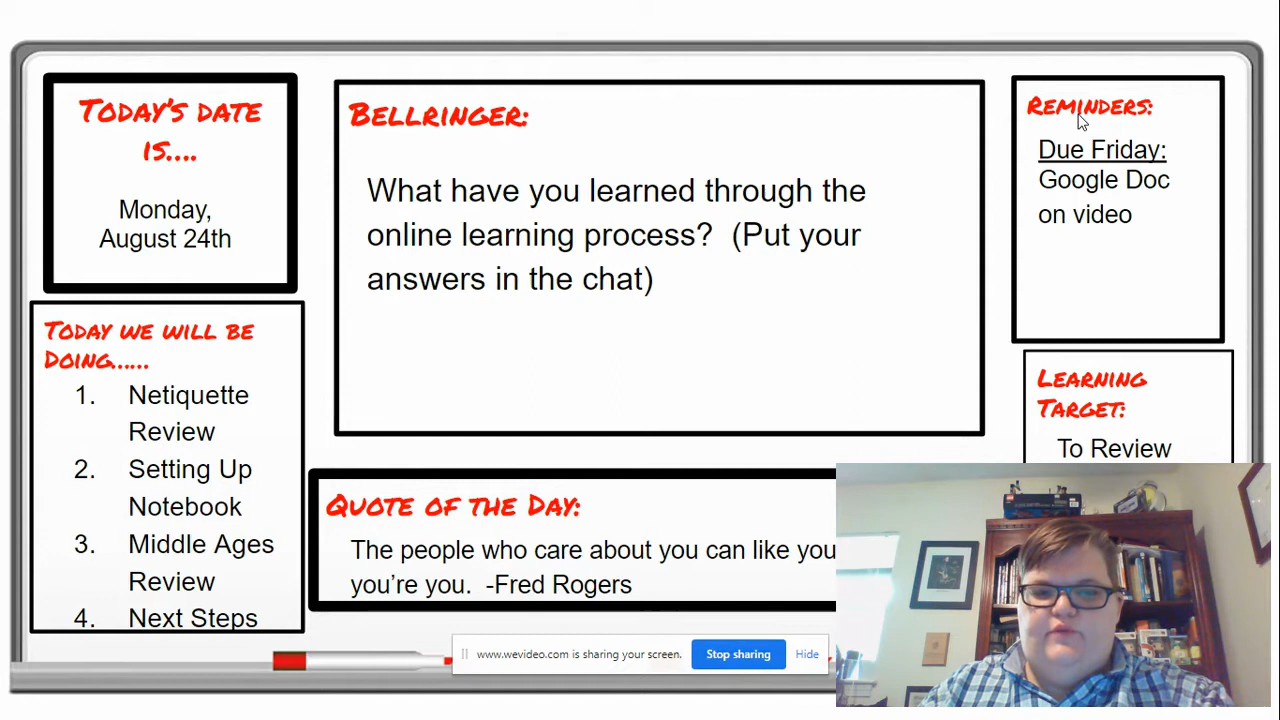 Today's date
is....
Monday,
August 24th
Bellringer:
What have you learned through the
online learning process?  (Put your
answers in the chat)
Reminders:
Due Friday:
Google Doc
on video
Today we will be
Doing......
1. Netiquette
Review
2. Setting Up
Notebook
3. Middle Ages
Review
4. Next Steps
Learning
Target:
To Review
Quote of the Day:
The people who care about you can like you
you're you.  -Fred Rogers
www.wevideo.com is sharing your screen.
Stop sharing
Hide